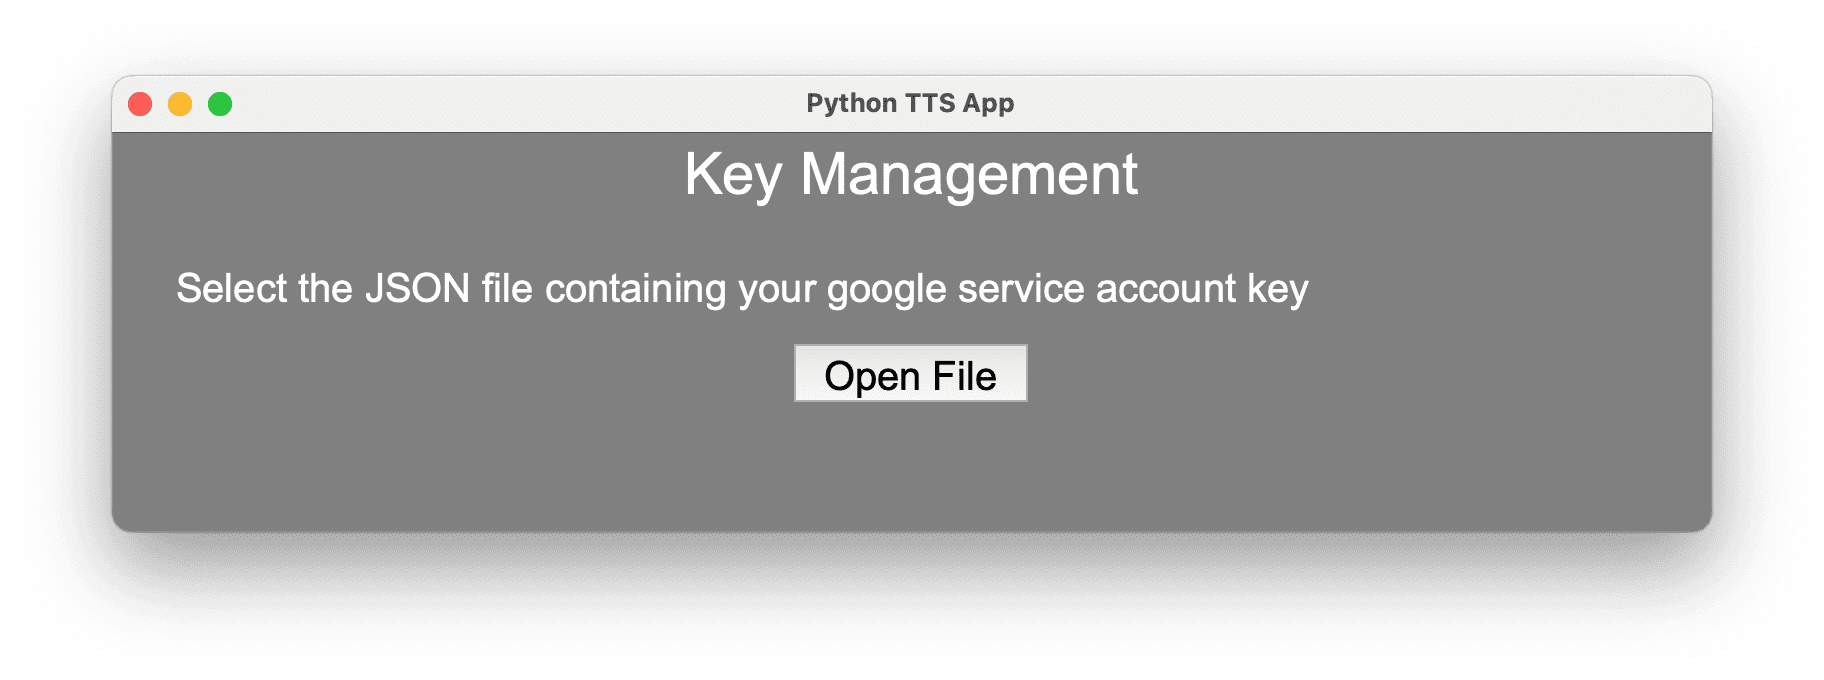 Python TTS App
Key Management
Select the JSON file containing your google service account key
Open File